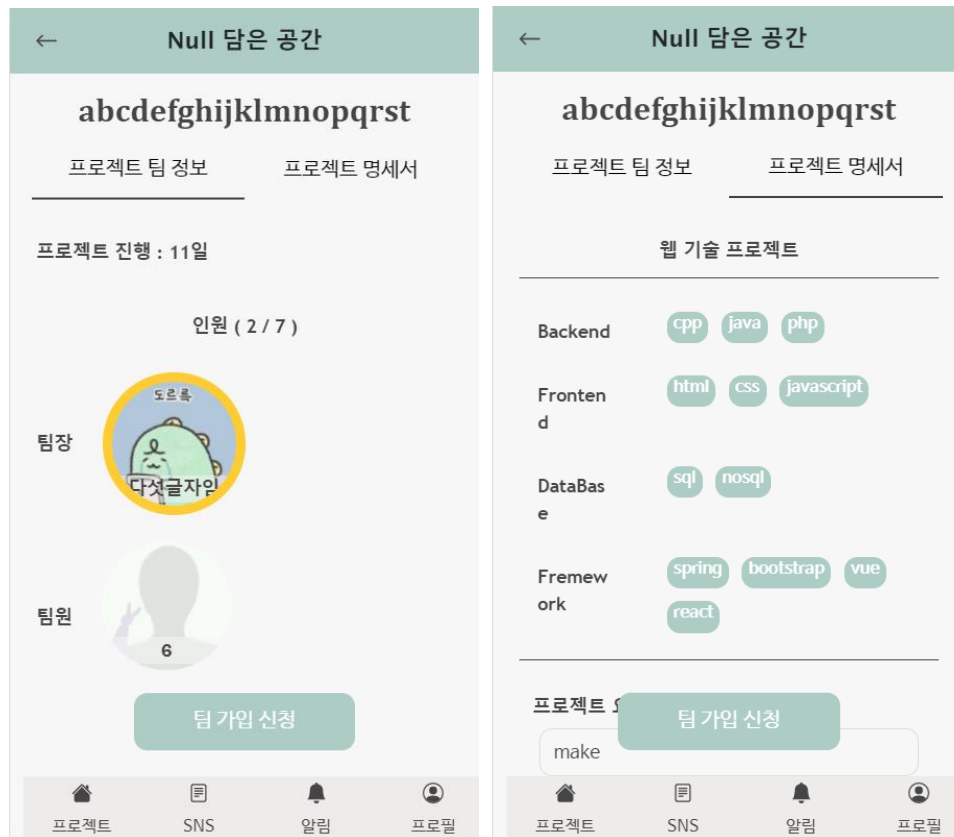 ← Null 담은 공간
abcdefghijklmnopqrst
프로젝트 팀 정보 프로젝트 명세서
프로젝트 진행 : 11일
인원 ( 2 / 7 )
도르륵
팀장
다섯글자임
팀원
6
팀 가입 신청
프로젝트 SNS 알림 프로필
← Null 담은 공간
abcdefghijklmnopqrst
프로젝트 팀 정보 프로젝트 명세서
웹 기술 프로젝트
Backend cpp java php
Fronten html css javascript
d
DataBas sql nosql
e
Fremew spring bootstrap vue
ork react
프로젝트
팀 가입 신청
make
프로젝트 SNS 알림 프로필